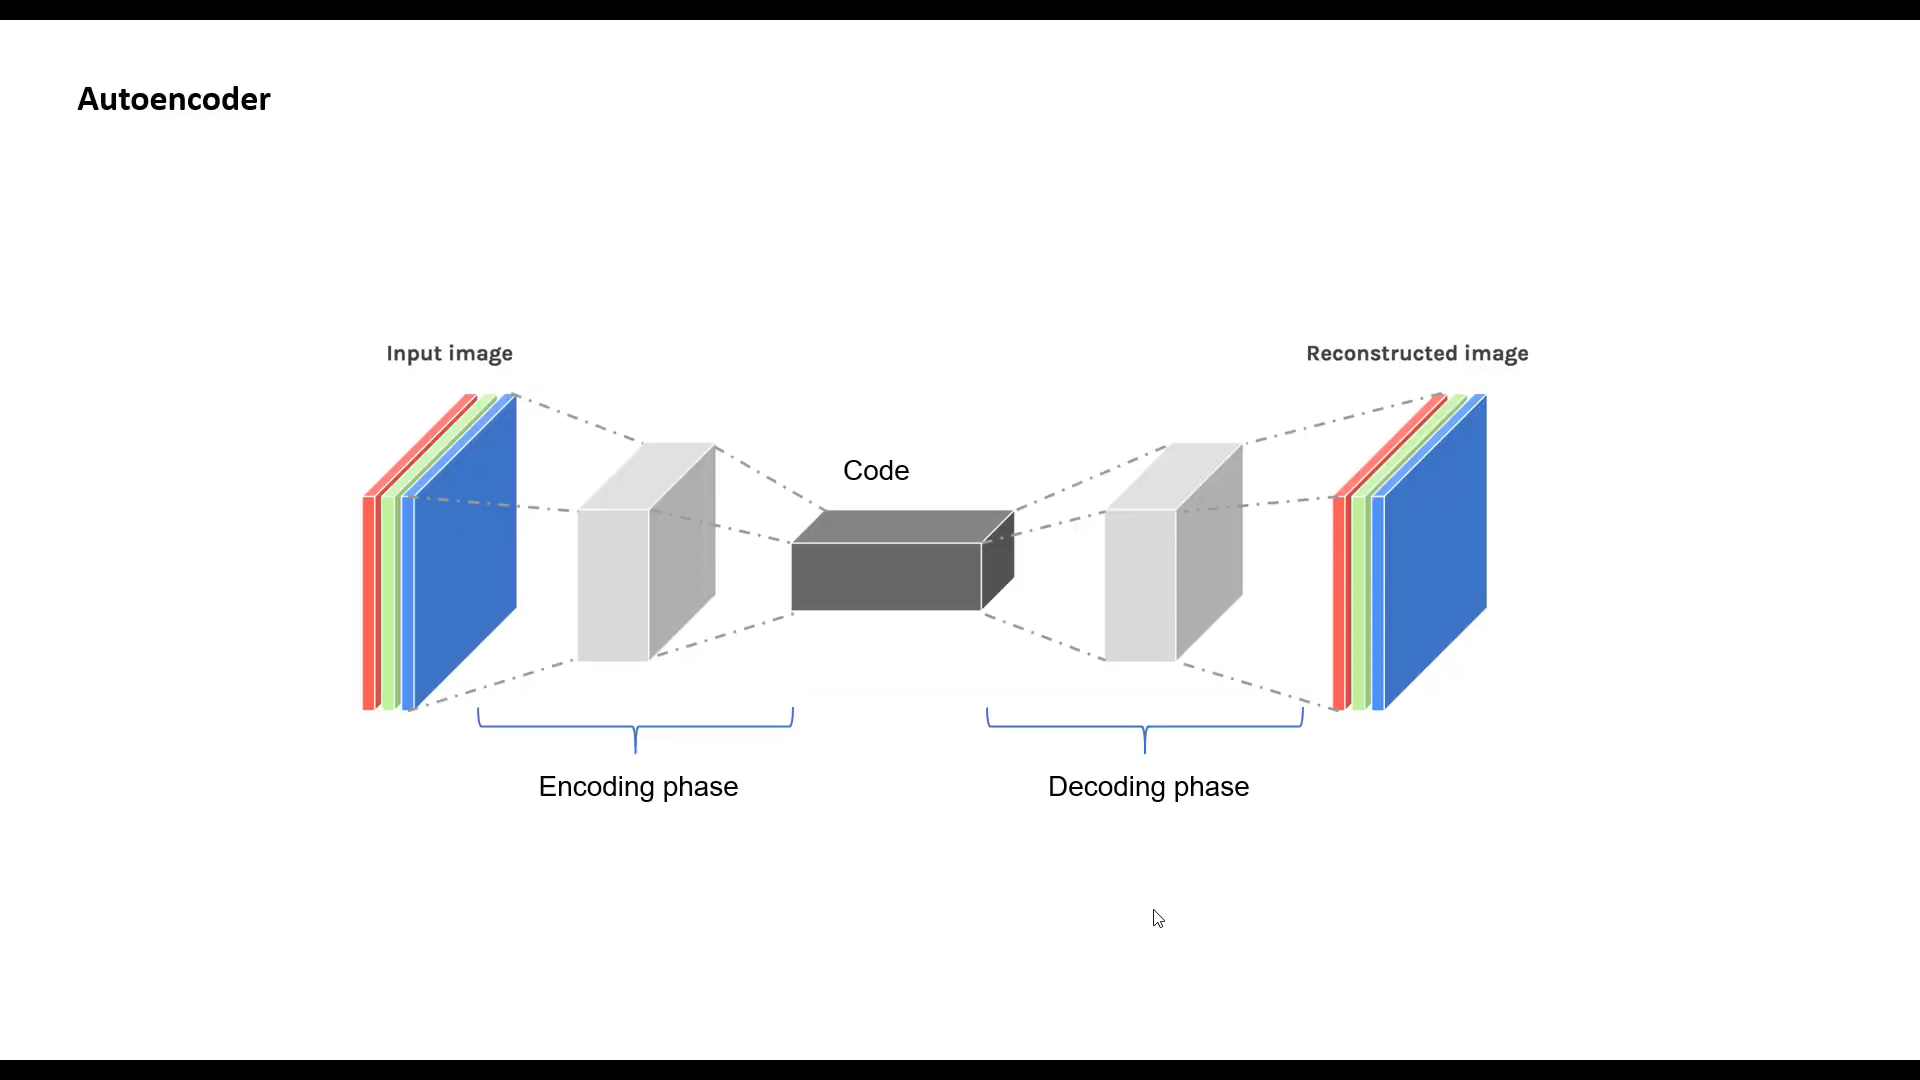 Autoencoder
Input image
Reconstructed image
Code
Encoding phase
Decoding phase